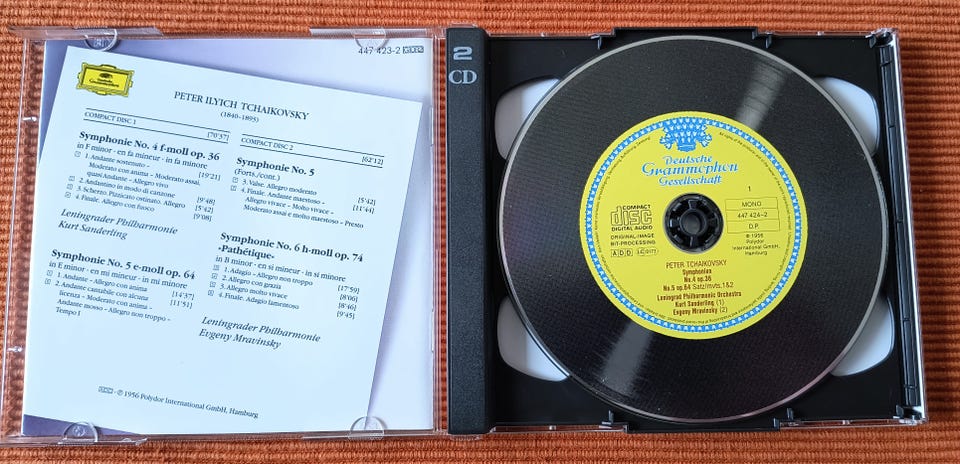 447 423-2
Deutsche
Grammophon
PETER ILYICH TCHAIKOVSKY
(1840-1893)
COMPACT DISC 1 [70'57]
Symphonie No. 4 f-moll op. 36
in F minor · en fa mineur · in fa minore
1. Andante sostenuto –
Moderato con anima – Moderato assai,
quasi Andante – Allegro vivo [19'21]
2. Andantino in modo di canzone [9'48]
3. Scherzo. Pizzicato ostinato. Allegro [5'42]
4. Finale. Allegro con fuoco [9'08]
Leningrader Philharmonie
Kurt Sanderling
Symphonie No. 5 e-moll op. 64
in E minor · en mi mineur · in mi minore
1. Andante – Allegro con anima [14'37]
2. Andante cantabile con alcuna [11'51]
licenza – Moderato con anima –
Andante mosso – Allegro non troppo –
Tempo I
COMPACT DISC 2 [62'12]
Symphonie No. 5
(Forts./cont.)
3. Valse. Allegro moderato [5'42]
4. Finale. Andante maestoso – [11'44]
Allegro vivace – Molto vivace –
Moderato assai e molto maestoso – Presto
Symphonie No. 6 h-moll op. 74
»Pathétique«
in B minor · en si mineur · in si minore
1. Adagio – Allegro non troppo [17'59]
2. Allegro con grazia [8'06]
3. Allegro molto vivace [8'46]
4. Finale. Adagio lamentoso [9'45]
Leningrader Philharmonie
Evgeny Mravinsky
℗ 1956 Polydor International GmbH, Hamburg
2
CD
Deutsche
Grammophon
Gesellschaft
1
COMPACT
disc
DIGITAL AUDIO
ORIGINAL-IMAGE
BIT-PROCESSING
ADD
MONO
447 424-2
D.P.
℗ 1956
Polydor
International GmbH,
Hamburg
PETER TCHAIKOVSKY
Symphonien
No.4 op.36
No.5 op.64 Satz/mvts.1&2
Leningrad Philharmonic Orchestra
Kurt Sanderling (1)
Evgeny Mravinsky (2)